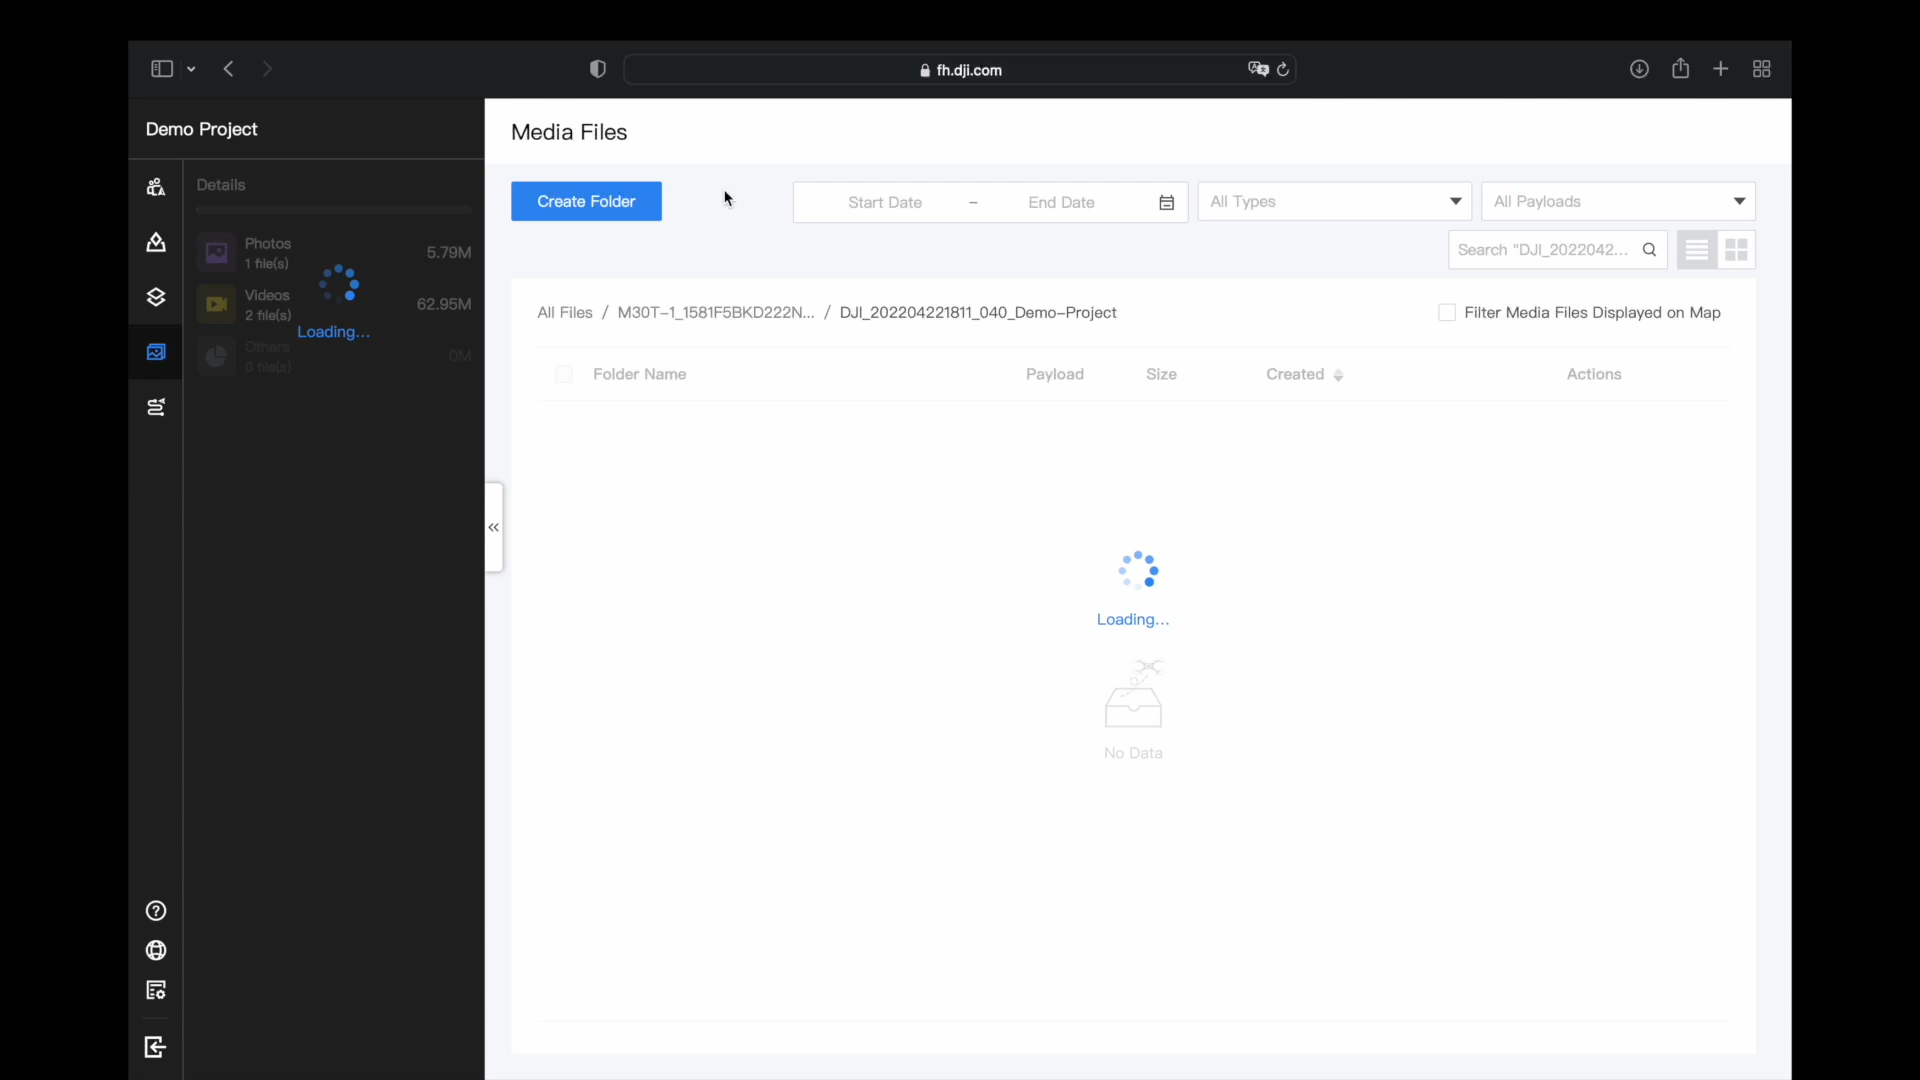 fh.dji.com
Demo Project
Media Files
Details
Photos
1 file(s)
5.79M
Videos
2 file(s)
62.95M
Loading...
Others
0 file(s)
0M
Create Folder
Start Date – End Date
All Types
All Payloads
Search "DJI_2022042...
All Files / M30T-1_1581F5BKD222N... / DJI_202204221811_040_Demo-Project
Filter Media Files Displayed on Map
Folder Name Payload Size Created Actions
Loading...
No Data